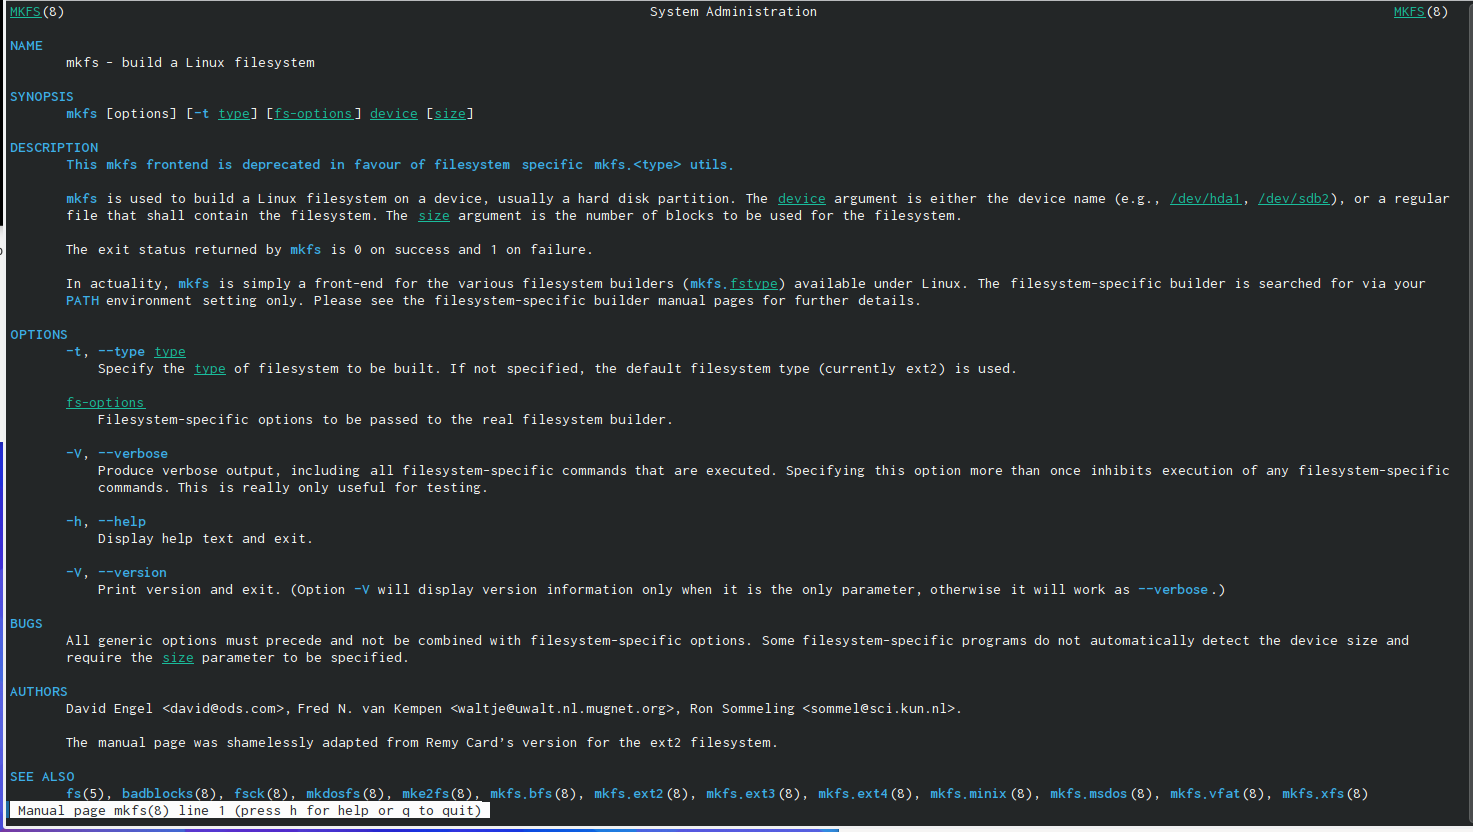 MKFS(8) System Administration MKFS(8)
NAME
mkfs - build a Linux filesystem
SYNOPSIS
mkfs [options] [-t type] [fs-options] device [size]
DESCRIPTION
This mkfs frontend is deprecated in favour of filesystem specific mkfs.<type> utils.
mkfs is used to build a Linux filesystem on a device, usually a hard disk partition. The device argument is either the device name (e.g., /dev/hda1, /dev/sdb2), or a regular
file that shall contain the filesystem. The size argument is the number of blocks to be used for the filesystem.
The exit status returned by mkfs is 0 on success and 1 on failure.
In actuality, mkfs is simply a front-end for the various filesystem builders (mkfs.fstype) available under Linux. The filesystem-specific builder is searched for via your
PATH environment setting only. Please see the filesystem-specific builder manual pages for further details.
OPTIONS
-t, --type type
Specify the type of filesystem to be built. If not specified, the default filesystem type (currently ext2) is used.
fs-options
Filesystem-specific options to be passed to the real filesystem builder.
-V, --verbose
Produce verbose output, including all filesystem-specific commands that are executed. Specifying this option more than once inhibits execution of any filesystem-specific
commands. This is really only useful for testing.
-h, --help
Display help text and exit.
-V, --version
Print version and exit. (Option -V will display version information only when it is the only parameter, otherwise it will work as --verbose.)
BUGS
All generic options must precede and not be combined with filesystem-specific options. Some filesystem-specific programs do not automatically detect the device size and
require the size parameter to be specified.
AUTHORS
David Engel <david@ods.com>, Fred N. van Kempen <waltje@uwalt.nl.mugnet.org>, Ron Sommeling <sommel@sci.kun.nl>.
The manual page was shamelessly adapted from Remy Card's version for the ext2 filesystem.
SEE ALSO
fs(5), badblocks(8), fsck(8), mkdosfs(8), mke2fs(8), mkfs.bfs(8), mkfs.ext2(8), mkfs.ext3(8), mkfs.ext4(8), mkfs.minix(8), mkfs.msdos(8), mkfs.vfat(8), mkfs.xfs(8)
Manual page mkfs(8) line 1 (press h for help or q to quit)